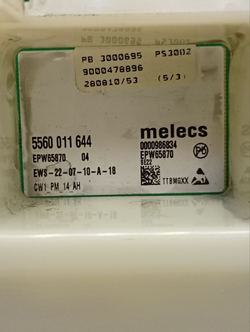 PB 3000695 PS3002
9000478896
280810/53 (5/3)
5560 011 644
melecs
EPW65870 04
0000986834
EPW65870
EWS-22-07-10-A-18
TTBMGXX
CW1 PM 14 AH